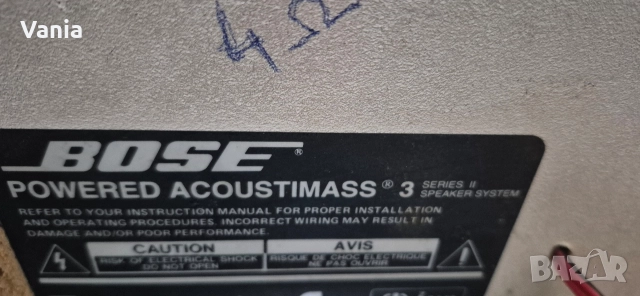 Vania
4 Ω
BOSE®
POWERED ACOUSTIMASS® 3 SERIES II SPEAKER SYSTEM
REFER TO YOUR INSTRUCTION MANUAL FOR PROPER INSTALLATION
AND OPERATING PROCEDURES. INCORRECT WIRING MAY RESULT IN
DAMAGE AND/OR POOR PERFORMANCE.
CAUTION
RISK OF ELECTRICAL SHOCK
DO NOT OPEN
AVIS
RISQUE DE CHOC ELECTRIQUE
NE PAS OUVRIR
BAZAR